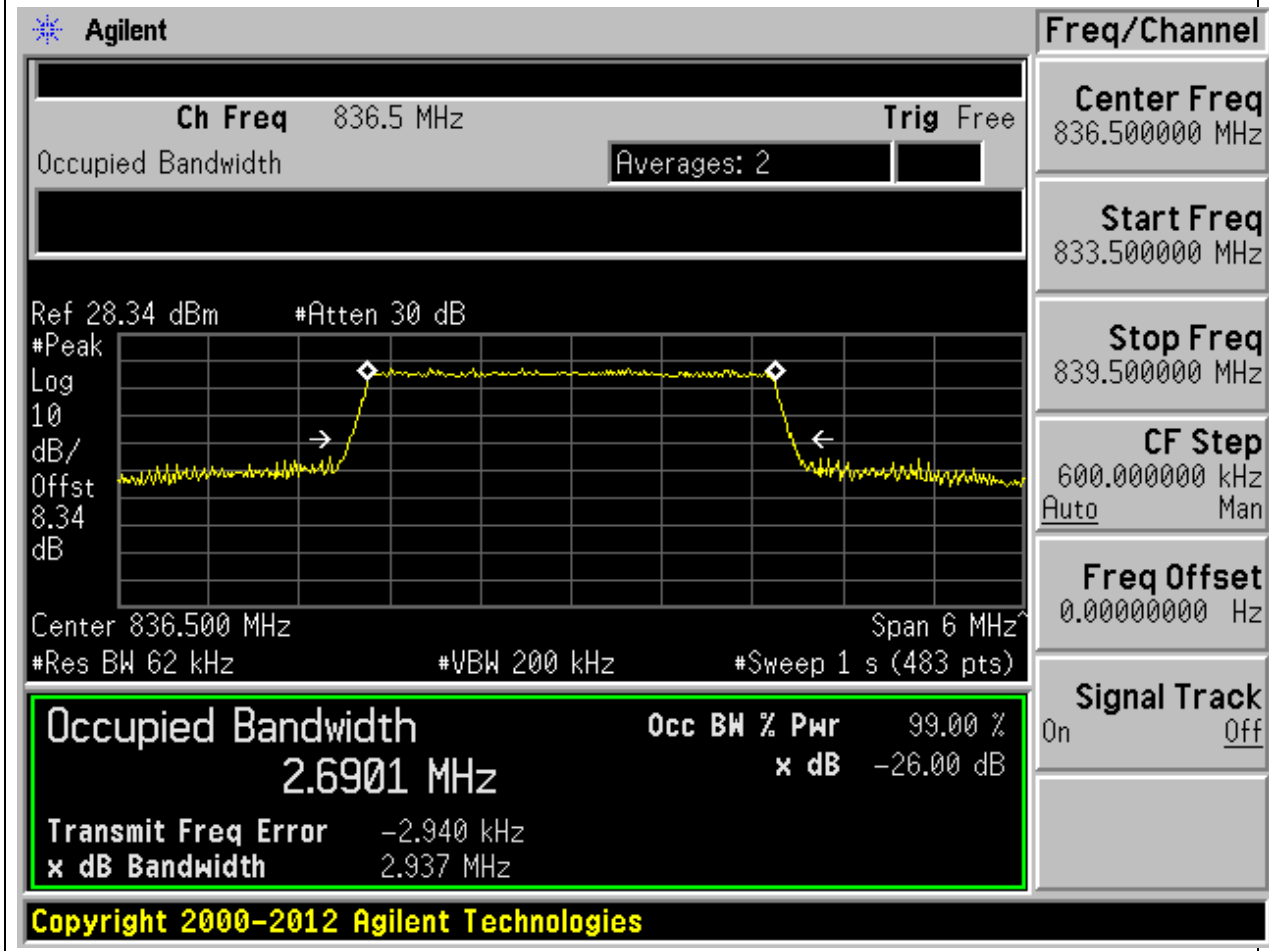 Agilent
Freq/Channel
Ch Freq 836.5 MHz Trig Free
Occupied Bandwidth Averages: 2
Ref 28.34 dBm #Atten 30 dB
#Peak
Log
10
dB/
Offst
8.34
dB
Center 836.500 MHz Span 6 MHz^
#Res BW 62 kHz #VBW 200 kHz #Sweep 1 s (483 pts)
Occupied Bandwidth
2.6901 MHz
Occ BW % Pwr 99.00 %
x dB -26.00 dB
Transmit Freq Error -2.940 kHz
x dB Bandwidth 2.937 MHz
Center Freq
836.500000 MHz
Start Freq
833.500000 MHz
Stop Freq
839.500000 MHz
CF Step
600.000000 kHz
Auto Man
Freq Offset
0.00000000 Hz
Signal Track
On Off
Copyright 2000-2012 Agilent Technologies